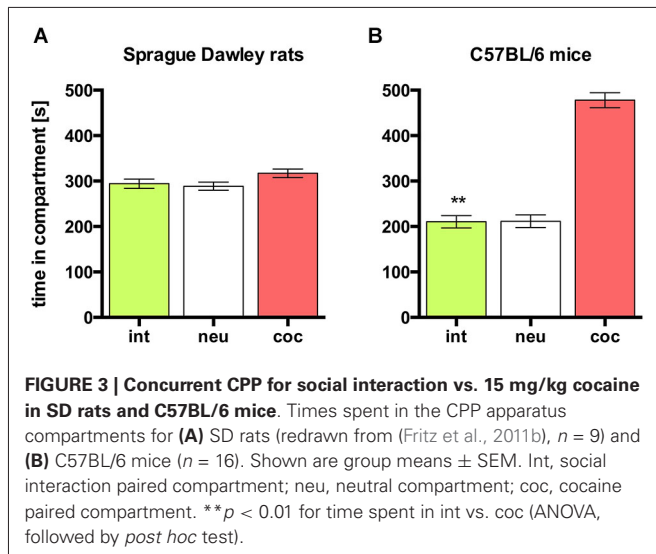 A
Sprague Dawley rats
B
C57BL/6 mice
time in compartment [s]
500
400
300
200
100
0
int
neu
coc
500
400
300
200
100
0
**
int
neu
coc
FIGURE 3 | Concurrent CPP for social interaction vs. 15 mg/kg cocaine
in SD rats and C57BL/6 mice. Times spent in the CPP apparatus
compartments for (A) SD rats (redrawn from (Fritz et al., 2011b), n = 9) and
(B) C57BL/6 mice (n = 16). Shown are group means ± SEM. Int, social
interaction paired compartment; neu, neutral compartment; coc, cocaine
paired compartment. **p < 0.01 for time spent in int vs. coc (ANOVA,
followed by post hoc test).